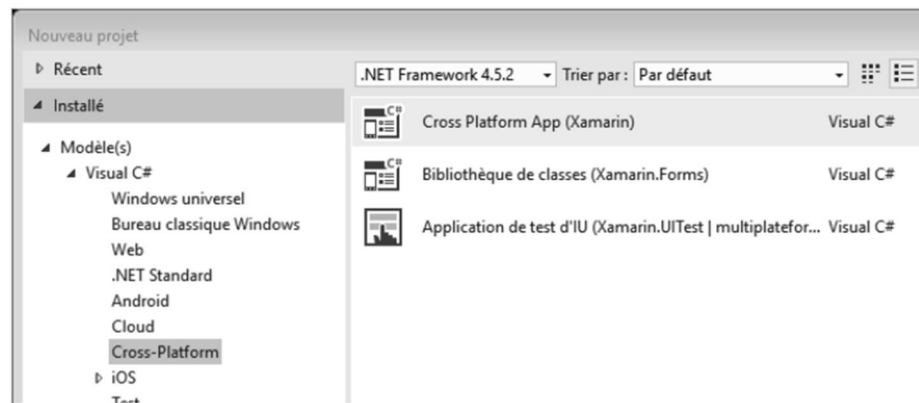 Nouveau projet
Récent
.NET Framework 4.5.2 Trier par : Par défaut
Installé
Cross Platform App (Xamarin) Visual C#
Modèle(s)
Visual C#
Bibliothèque de classes (Xamarin.Forms) Visual C#
Windows universel
Bureau classique Windows
Application de test d'IU (Xamarin.UITest | multiplatefor... Visual C#
Web
.NET Standard
Android
Cloud
Cross-Platform
iOS
Test